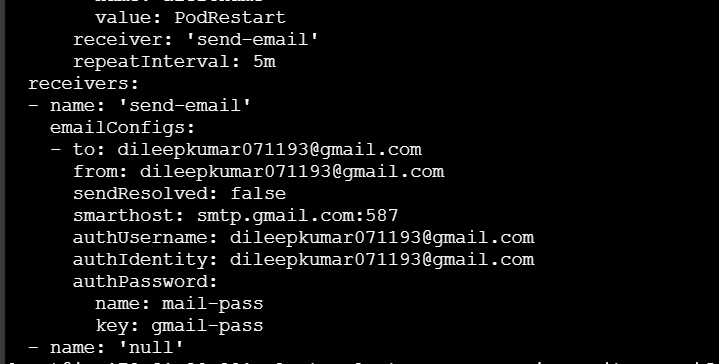 value: PodRestart
receiver: 'send-email'
repeatInterval: 5m
receivers:
- name: 'send-email'
emailConfigs:
- to: dileepkumar071193@gmail.com
from: dileepkumar071193@gmail.com
sendResolved: false
smarthost: smtp.gmail.com:587
authUsername: dileepkumar071193@gmail.com
authIdentity: dileepkumar071193@gmail.com
authPassword:
name: mail-pass
key: gmail-pass
- name: 'null'